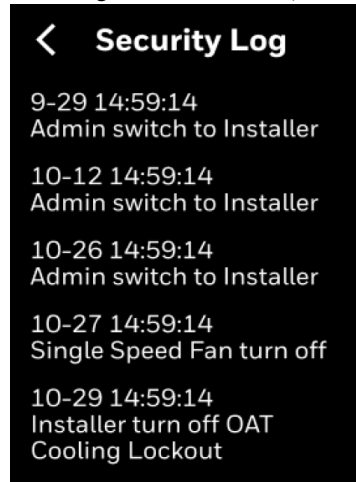 Security Log
9-29 14:59:14
Admin switch to Installer
10-12 14:59:14
Admin switch to Installer
10-26 14:59:14
Admin switch to Installer
10-27 14:59:14
Single Speed Fan turn off
10-29 14:59:14
Installer turn off OAT
Cooling Lockout